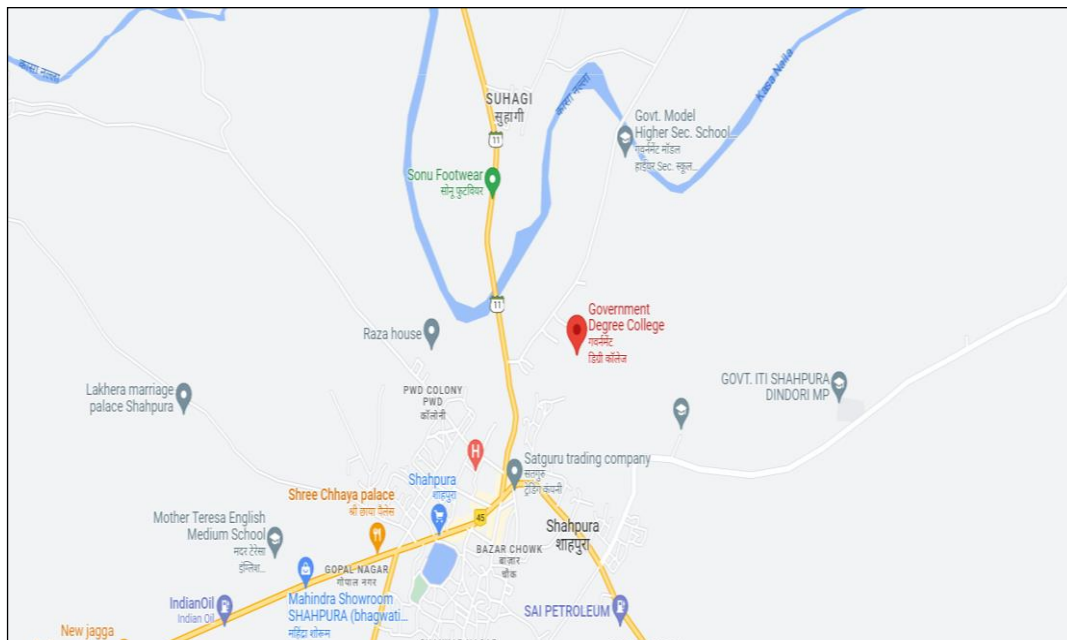 कासा नाला
SUHAGI
सुहागी
11
कासा नाला
Kasa Nalla
Govt. Model
Higher Sec. School...
गवर्नमेंट मॉडल
हाईयर Sec. स्कूल...
Sonu Footwear
सोनू फुटवियर
11
Government
Degree College
गवर्नमेंट
डिग्री कॉलेज
Raza house
PWD COLONY
PWD
कॉलोनी
Lakhera marriage
palace Shahpura
GOVT. ITI SHAHPURA
DINDORI MP
H
Satguru trading company
सतगुरु
ट्रेडिंग कंपनी
Shahpura
शाहपुरा
Shree Chhaya palace
श्री छाया पैलेस
45
Mother Teresa English
Medium School
मदर टेरेसा
इंग्लिश...
Shahpura
शाहपुरा
BAZAR CHOWK
बाज़ार
चौक
GOPAL NAGAR
गोपाल नगर
IndianOil
Indian Oil
Mahindra Showroom
SHAHPURA (bhagwati...
महिंद्रा शोरूम
SAI PETROLEUM
New jagga